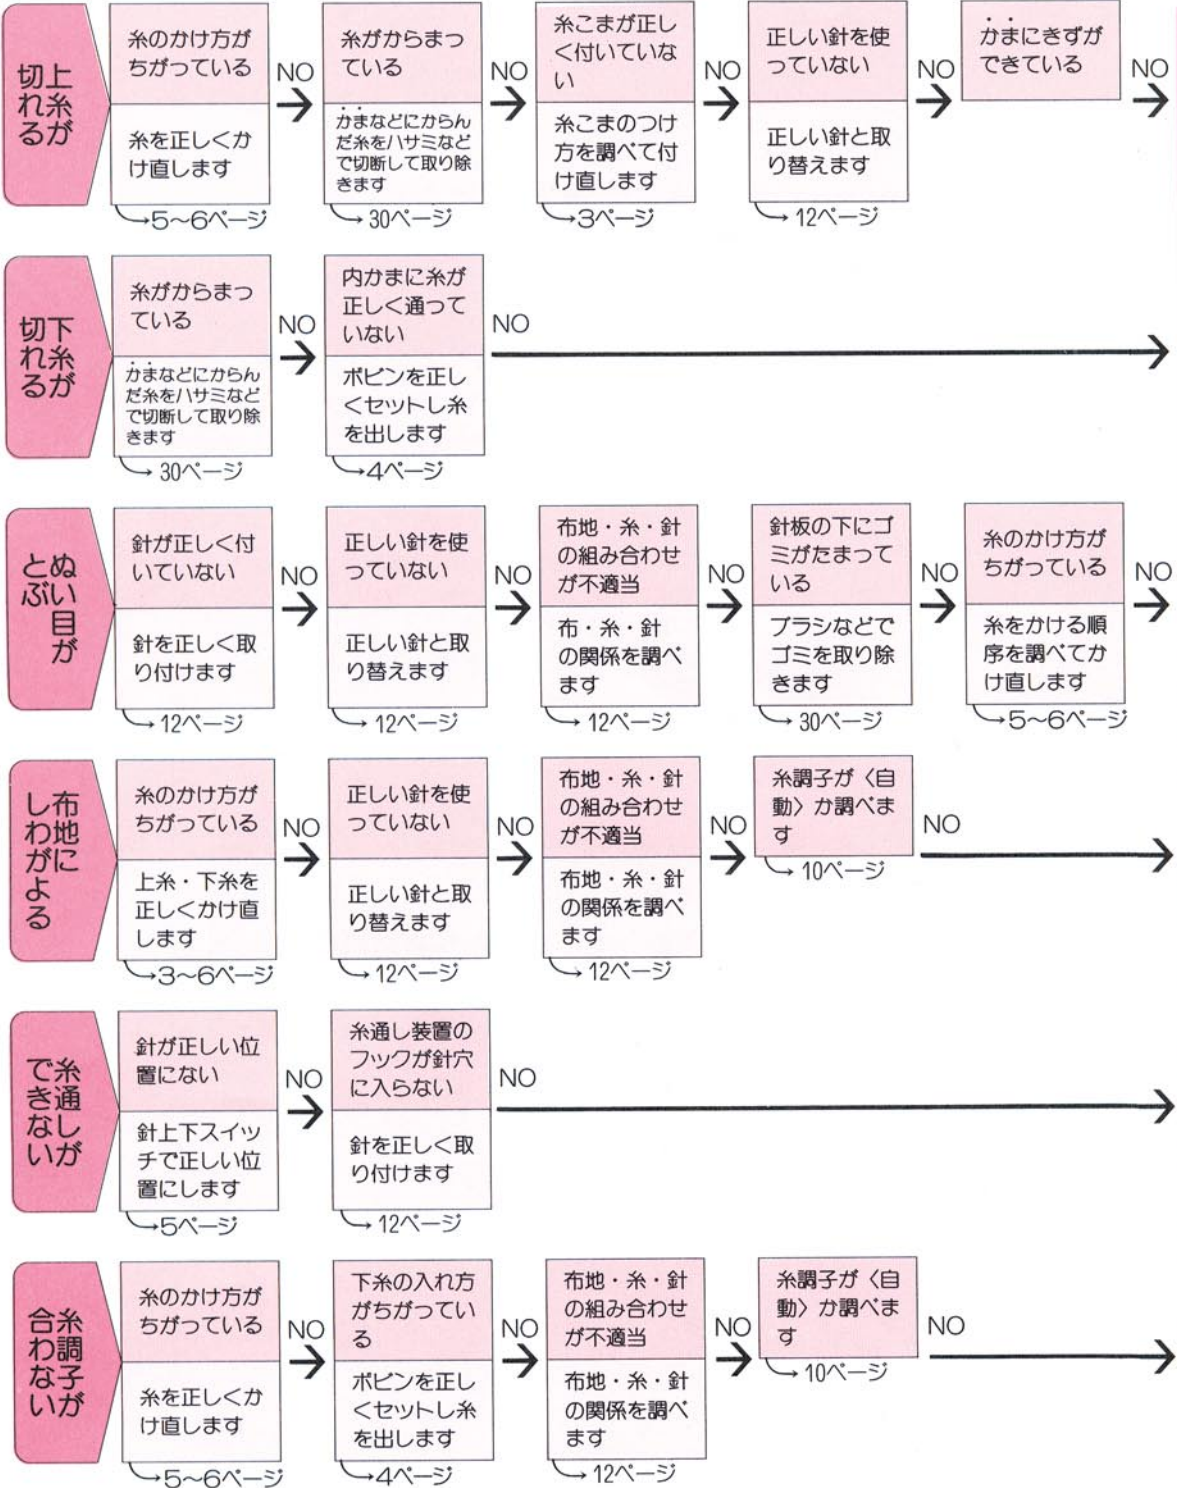 上糸が
切れる
糸のかけ方が
ちがっている
糸を正しくか
け直します
5～6ページ
NO
糸がからまっ
ている
かまなどにからん
だ糸をハサミなど
で切断して取り除
きます
30ページ
NO
糸こまが正し
く付いていな
い
糸こまのつけ
方を調べて付
け直します
3ページ
NO
正しい針を使
っていない
正しい針と取
り替えます
12ページ
NO
かまにきずが
できている
NO
下糸が
切れる
糸がからまっ
ている
かまなどにからん
だ糸をハサミなど
で切断して取り除
きます
30ページ
NO
内かまに糸が
正しく通って
いない
ボビンを正し
くセットし糸
を出します
4ページ
NO
ぬい目が
とぶ
針が正しく付
いていない
針を正しく取
り付けます
12ページ
NO
正しい針を使
っていない
正しい針と取
り替えます
12ページ
NO
布地・糸・針
の組み合わせ
が不適当
布・糸・針
の関係を調べ
ます
12ページ
NO
針板の下にゴ
ミがたまって
いる
ブラシなどで
ゴミを取り除
きます
30ページ
NO
糸のかけ方が
ちがっている
糸をかける順
序を調べてか
け直します
5～6ページ
NO
布地に
しわがよる
糸のかけ方が
ちがっている
上糸・下糸を
正しくかけ直
します
3～6ページ
NO
正しい針を使
っていない
正しい針と取
り替えます
12ページ
NO
布地・糸・針
の組み合わせ
が不適当
布地・糸・針
の関係を調べ
ます
12ページ
NO
糸調子が〈自
動〉か調べま
す
10ページ
NO
糸通しが
できない
針が正しい位
置にない
針上下スイッ
チで正しい位
置にします
5ページ
NO
糸通し装置の
フックが針穴
に入らない
針を正しく取
り付けます
12ページ
NO
糸調子が
合わない
糸のかけ方が
ちがっている
糸を正しくか
け直します
5～6ページ
NO
下糸の入れ方
がちがってい
る
ボビンを正し
くセットし糸
を出します
4ページ
NO
布地・糸・針
の組み合わせ
が不適当
布地・糸・針
の関係を調べ
ます
12ページ
NO
糸調子が〈自
動〉か調べま
す
10ページ
NO